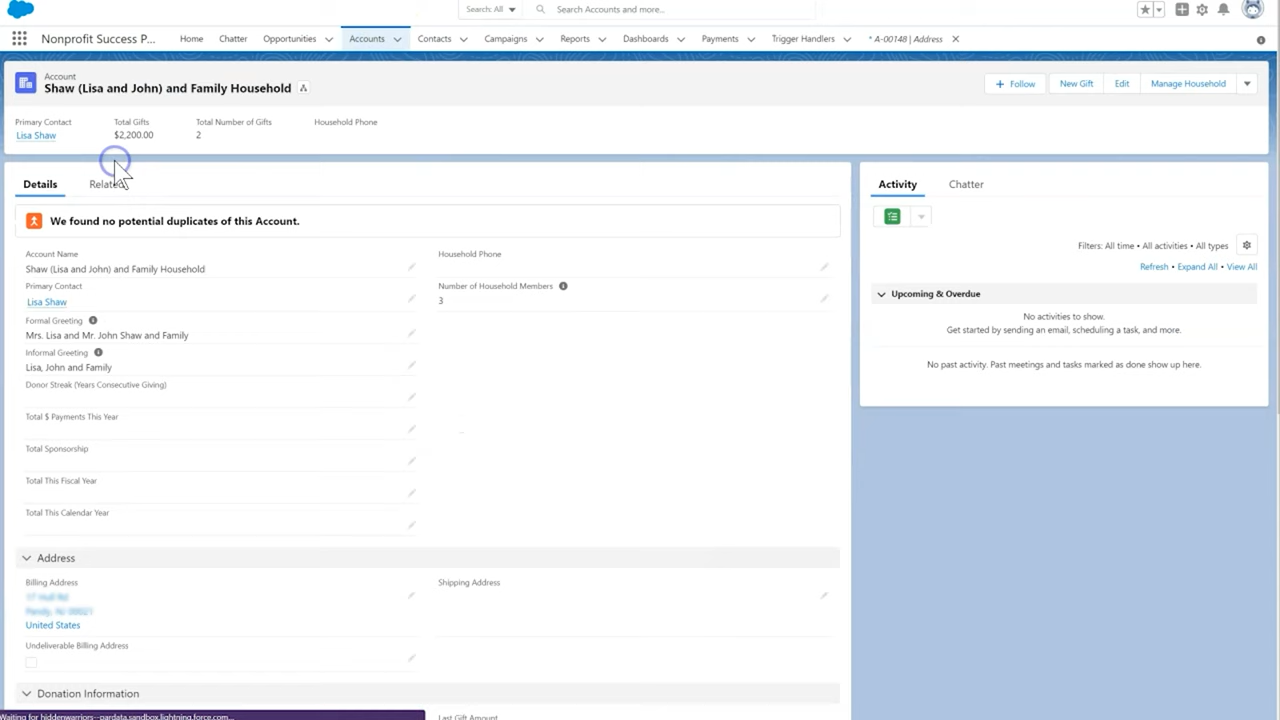 Search: All
Search Accounts and more...
Nonprofit Success P...
Home
Chatter
Opportunities
Accounts
Contacts
Campaigns
Reports
Dashboards
Payments
Trigger Handlers
* A-00148 | Address
Account
Shaw (Lisa and John) and Family Household
+ Follow
New Gift
Edit
Manage Household
Primary Contact
Total Gifts
Total Number of Gifts
Household Phone
Lisa Shaw
$2,200.00
2
Details
Related
We found no potential duplicates of this Account.
Account Name
Shaw (Lisa and John) and Family Household
Household Phone
Primary Contact
Lisa Shaw
Number of Household Members
3
Formal Greeting
Mrs. Lisa and Mr. John Shaw and Family
Informal Greeting
Lisa, John and Family
Donor Streak (Years Consecutive Giving)
Total $ Payments This Year
Total Sponsorship
Total This Fiscal Year
Total This Calendar Year
Address
Billing Address
United States
Shipping Address
Undeliverable Billing Address
Donation Information
Last Gift Amount
Activity
Chatter
Filters: All time • All activities • All types
Refresh • Expand All • View All
Upcoming & Overdue
No activities to show.
Get started by sending an email, scheduling a task, and more.
No past activity. Past meetings and tasks marked as done show up here.
Waiting for hiddenwarriors--pardata.sandbox.lightning.force.com...